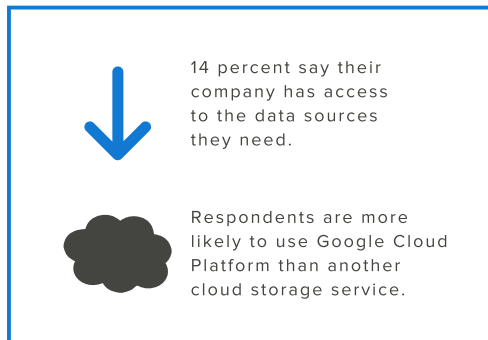 14 percent say their
company has access
to the data sources
they need.
Respondents are more
likely to use Google Cloud
Platform than another
cloud storage service.